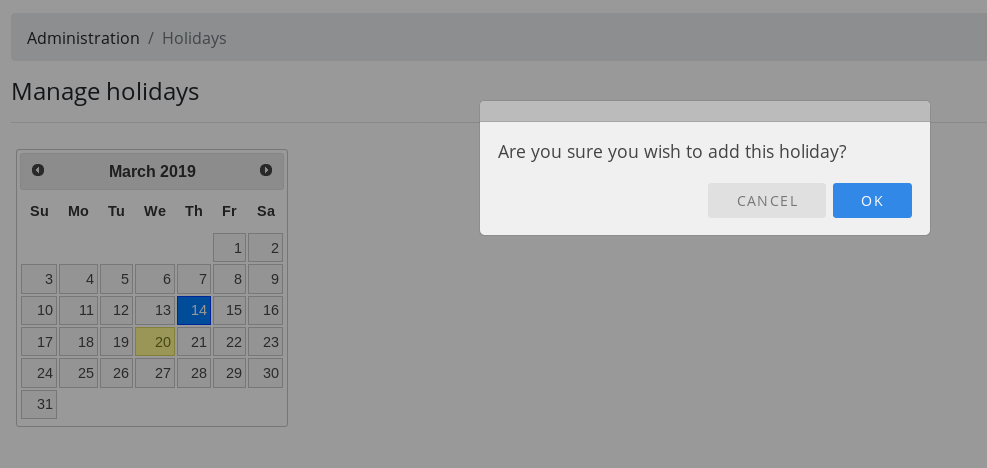 Administration / Holidays
Manage holidays
Are you sure you wish to add this holiday?
CANCEL OK
March 2019
Su Mo Tu We Th Fr Sa
1 2
3 4 5 6 7 8 9
10 11 12 13 14 15 16
17 18 19 20 21 22 23
24 25 26 27 28 29 30
31